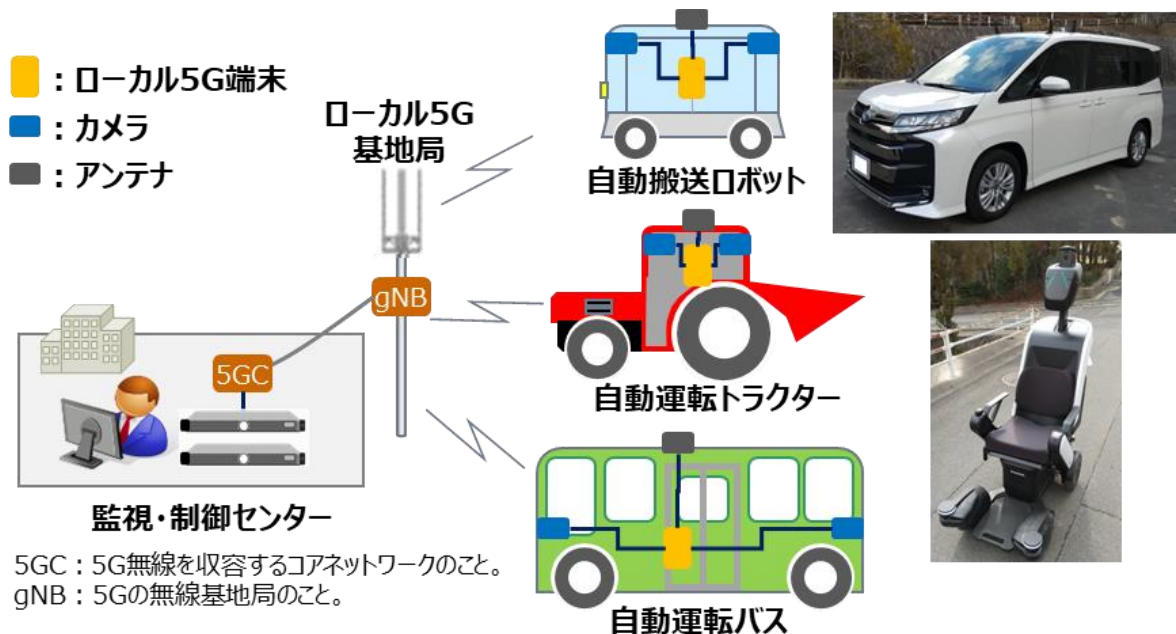 ：ローカル5G端末
：カメラ
：アンテナ
ローカル5G
基地局
自動搬送ロボット
gNB
5GC
自動運転トラクター
監視・制御センター
5GC：5G無線を収容するコアネットワークのこと。
gNB：5Gの無線基地局のこと。
自動運転バス